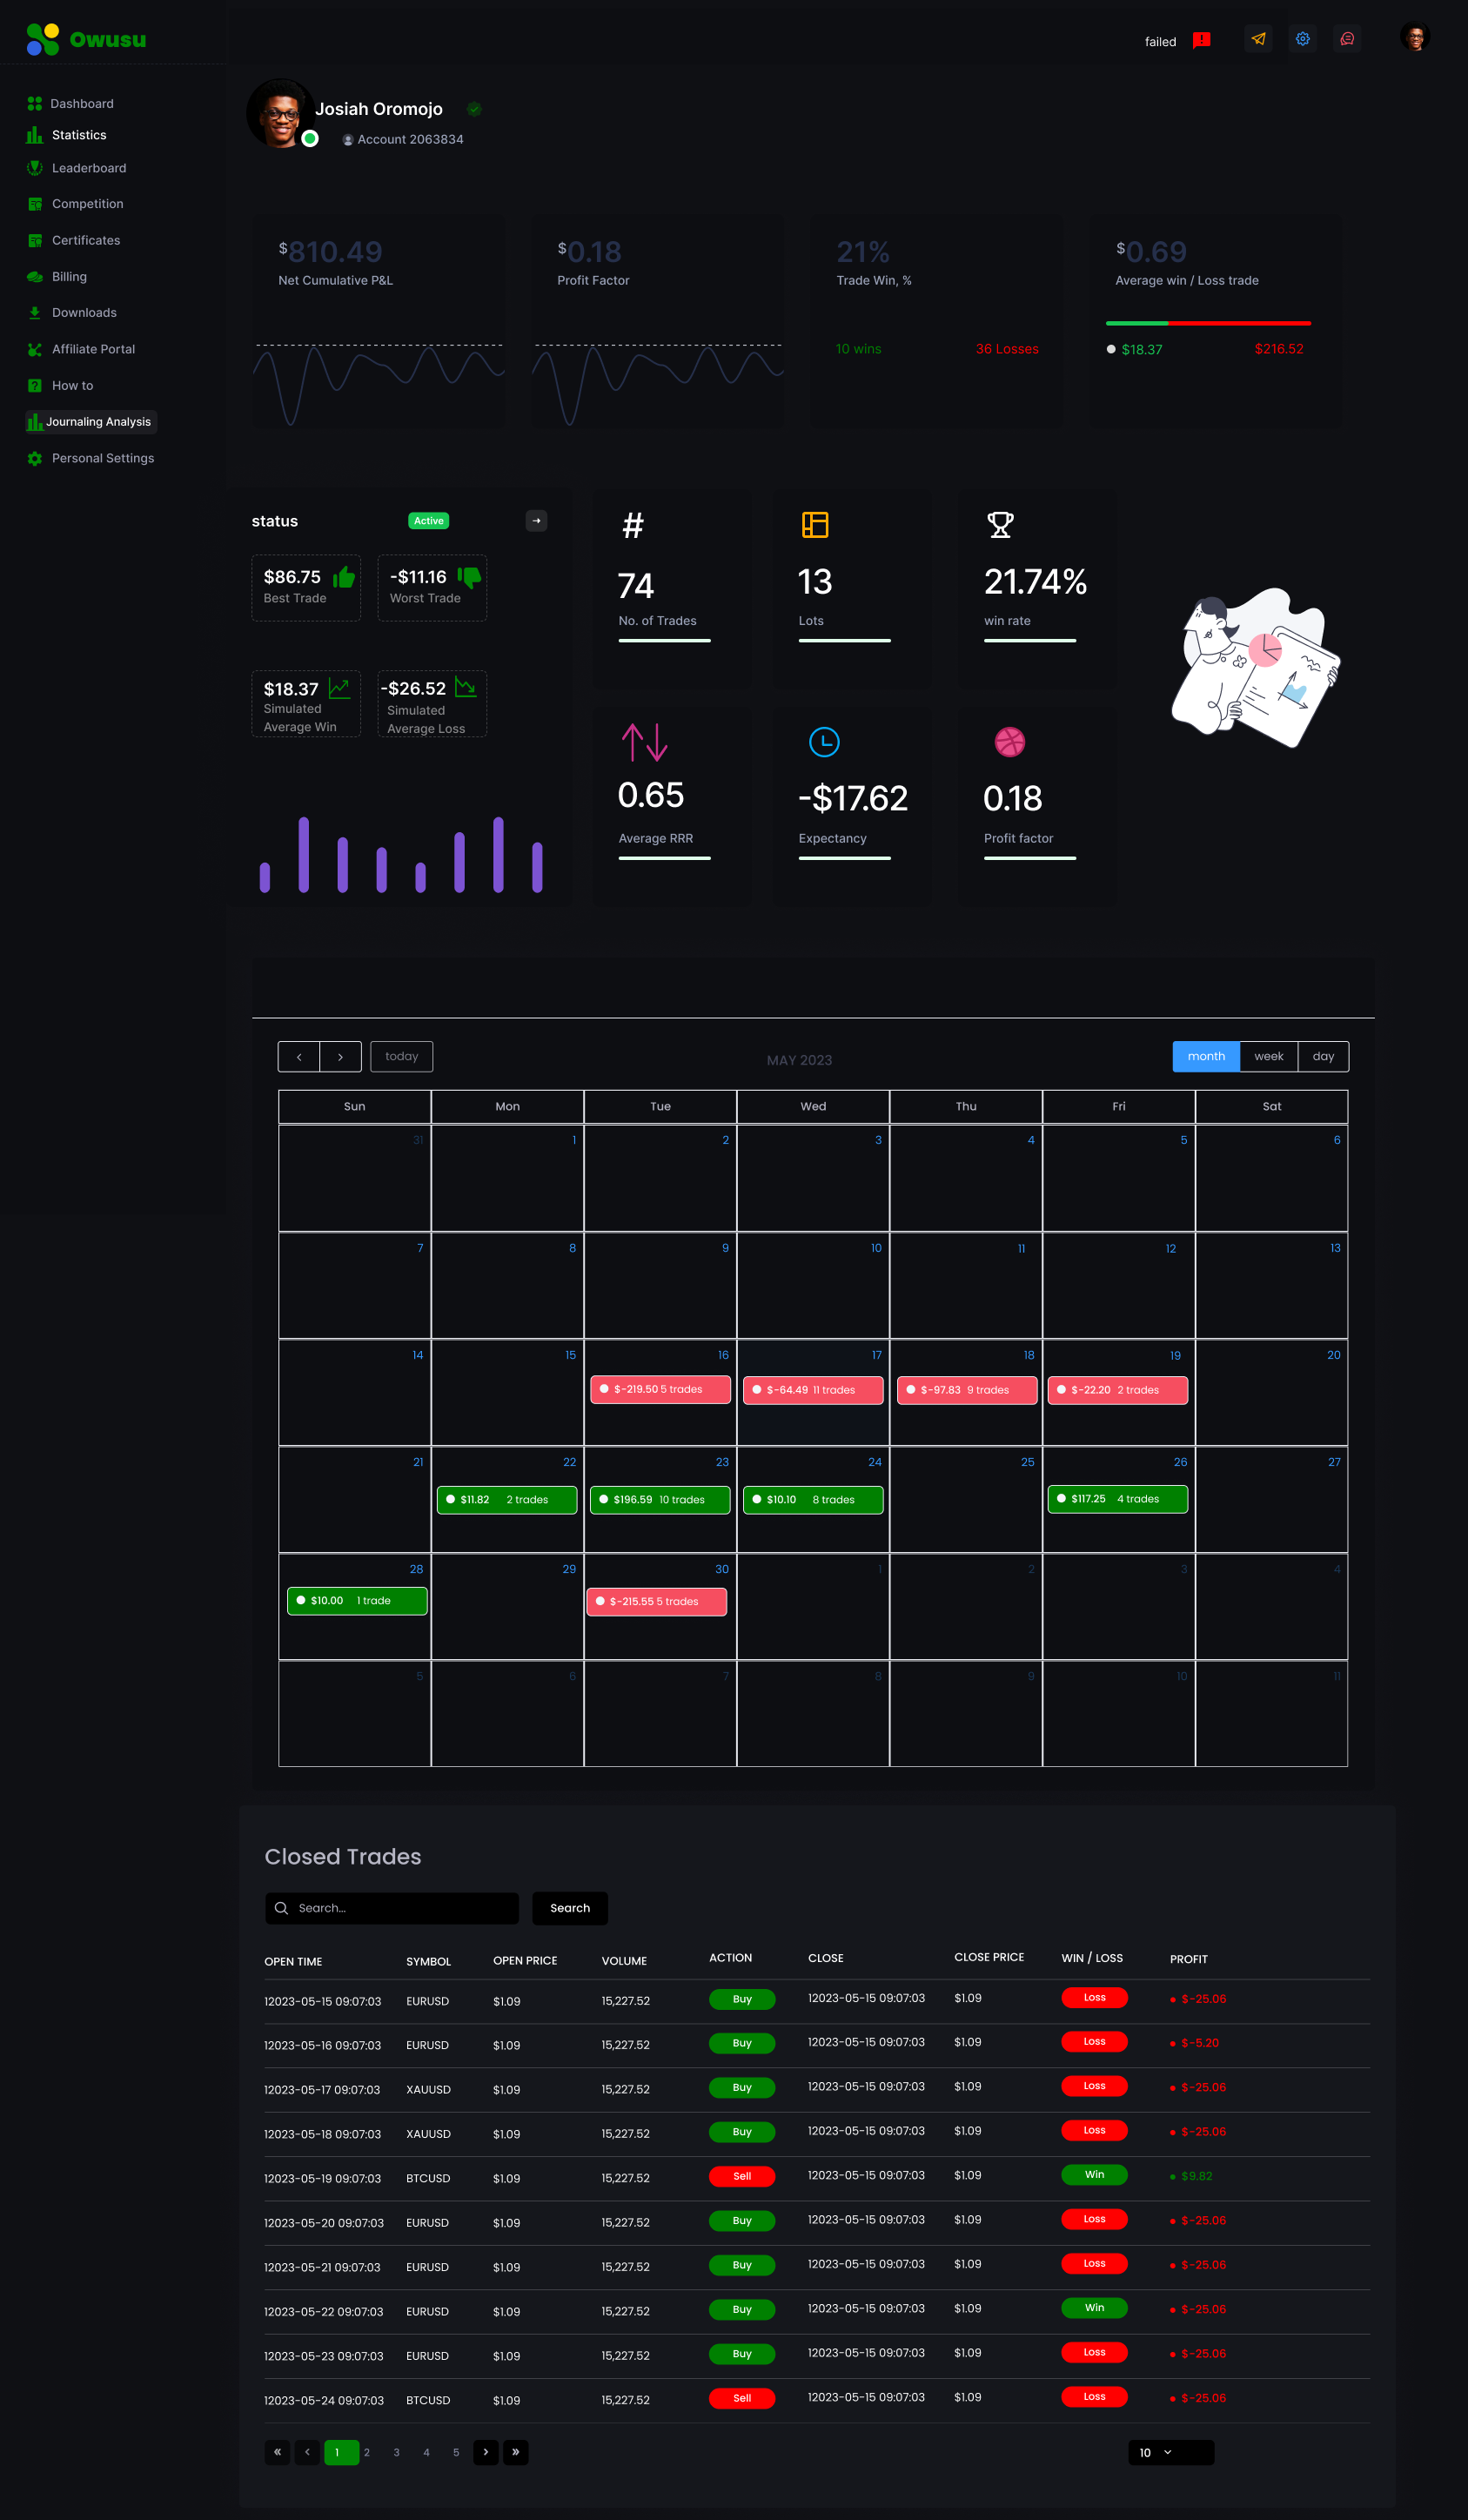 Owusu
failed
Dashboard
Statistics
Leaderboard
Competition
Certificates
Billing
Downloads
Affiliate Portal
How to
Journaling Analysis
Personal Settings
Josiah Oromojo
Account 2063834
$810.49
Net Cumulative P&L
$0.18
Profit Factor
21%
Trade Win, %
10 wins
36 Losses
$0.69
Average win / Loss trade
$18.37
$216.52
status
Active
$86.75
Best Trade
-$11.16
Worst Trade
$18.37
Simulated
Average Win
-$26.52
Simulated
Average Loss
#
74
No. of Trades
13
Lots
21.74%
win rate
0.65
Average RRR
-$17.62
Expectancy
0.18
Profit factor
today
MAY 2023
month week day
Sun Mon Tue Wed Thu Fri Sat
31 1 2 3 4 5 6
7 8 9 10 11 12 13
14 15 16 17 18 19 20
$-219.50 5 trades $-64.49 11 trades $-97.83 9 trades $-22.20 2 trades
21 22 23 24 25 26 27
$11.82 2 trades $196.59 10 trades $10.10 8 trades $117.25 4 trades
28 29 30 1 2 3 4
$10.00 1 trade $-215.55 5 trades
5 6 7 8 9 10 11
Closed Trades
Search... Search
OPEN TIME SYMBOL OPEN PRICE VOLUME ACTION CLOSE CLOSE PRICE WIN / LOSS PROFIT
12023-05-15 09:07:03 EURUSD $1.09 15,227.52 Buy 12023-05-15 09:07:03 $1.09 Loss $-25.06
12023-05-16 09:07:03 EURUSD $1.09 15,227.52 Buy 12023-05-15 09:07:03 $1.09 Loss $-5.20
12023-05-17 09:07:03 XAUUSD $1.09 15,227.52 Buy 12023-05-15 09:07:03 $1.09 Loss $-25.06
12023-05-18 09:07:03 XAUUSD $1.09 15,227.52 Buy 12023-05-15 09:07:03 $1.09 Loss $-25.06
12023-05-19 09:07:03 BTCUSD $1.09 15,227.52 Sell 12023-05-15 09:07:03 $1.09 Win $9.82
12023-05-20 09:07:03 EURUSD $1.09 15,227.52 Buy 12023-05-15 09:07:03 $1.09 Loss $-25.06
12023-05-21 09:07:03 EURUSD $1.09 15,227.52 Buy 12023-05-15 09:07:03 $1.09 Loss $-25.06
12023-05-22 09:07:03 EURUSD $1.09 15,227.52 Buy 12023-05-15 09:07:03 $1.09 Win $-25.06
12023-05-23 09:07:03 EURUSD $1.09 15,227.52 Buy 12023-05-15 09:07:03 $1.09 Loss $-25.06
12023-05-24 09:07:03 BTCUSD $1.09 15,227.52 Sell 12023-05-15 09:07:03 $1.09 Loss $-25.06
« ‹ 1 2 3 4 5 › » 10